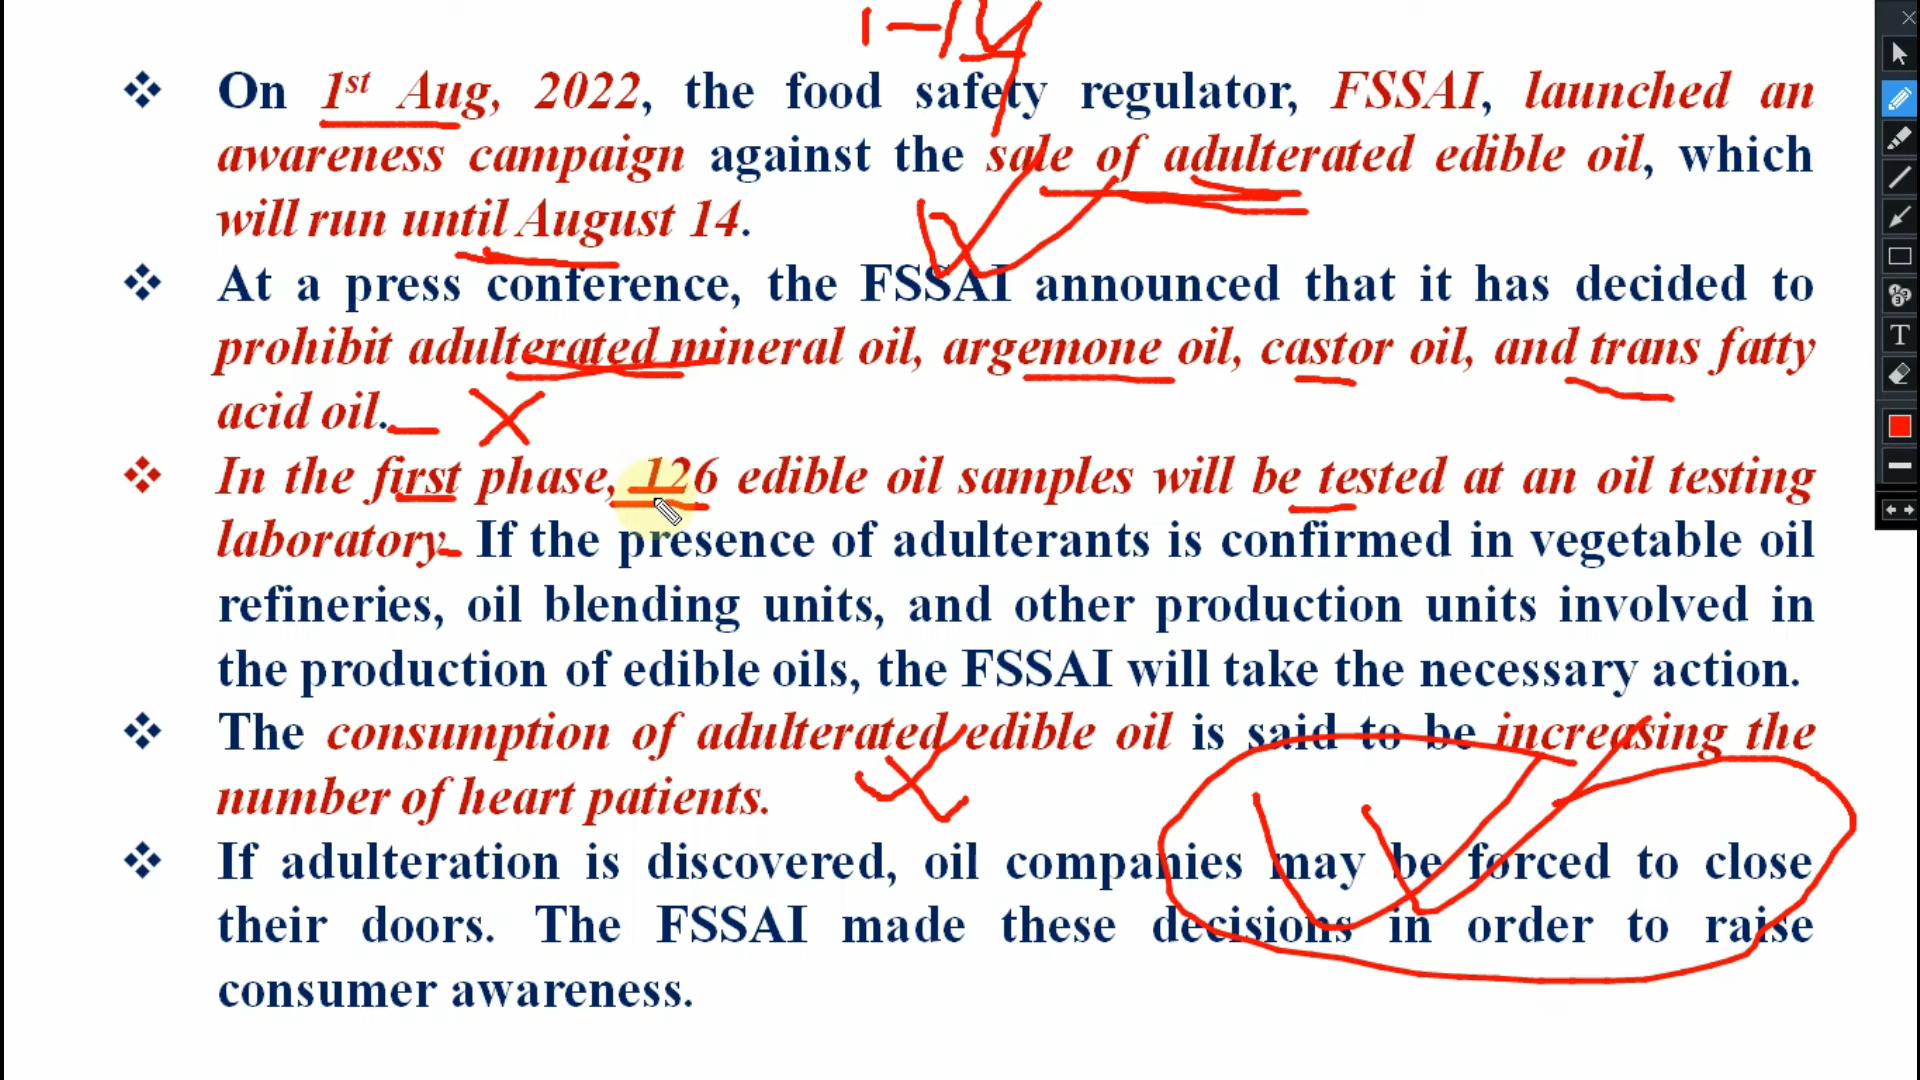 1-14
On 1st Aug, 2022, the food safety regulator, FSSAI, launched an
awareness campaign against the sale of adulterated edible oil, which
will run until August 14.
At a press conference, the FSSAI announced that it has decided to
prohibit adulterated mineral oil, argemone oil, castor oil, and trans fatty
acid oil.
In the first phase, 126 edible oil samples will be tested at an oil testing
laboratory. If the presence of adulterants is confirmed in vegetable oil
refineries, oil blending units, and other production units involved in
the production of edible oils, the FSSAI will take the necessary action.
The consumption of adulterated edible oil is said to be increasing the
number of heart patients.
If adulteration is discovered, oil companies may be forced to close
their doors. The FSSAI made these decisions in order to raise
consumer awareness.